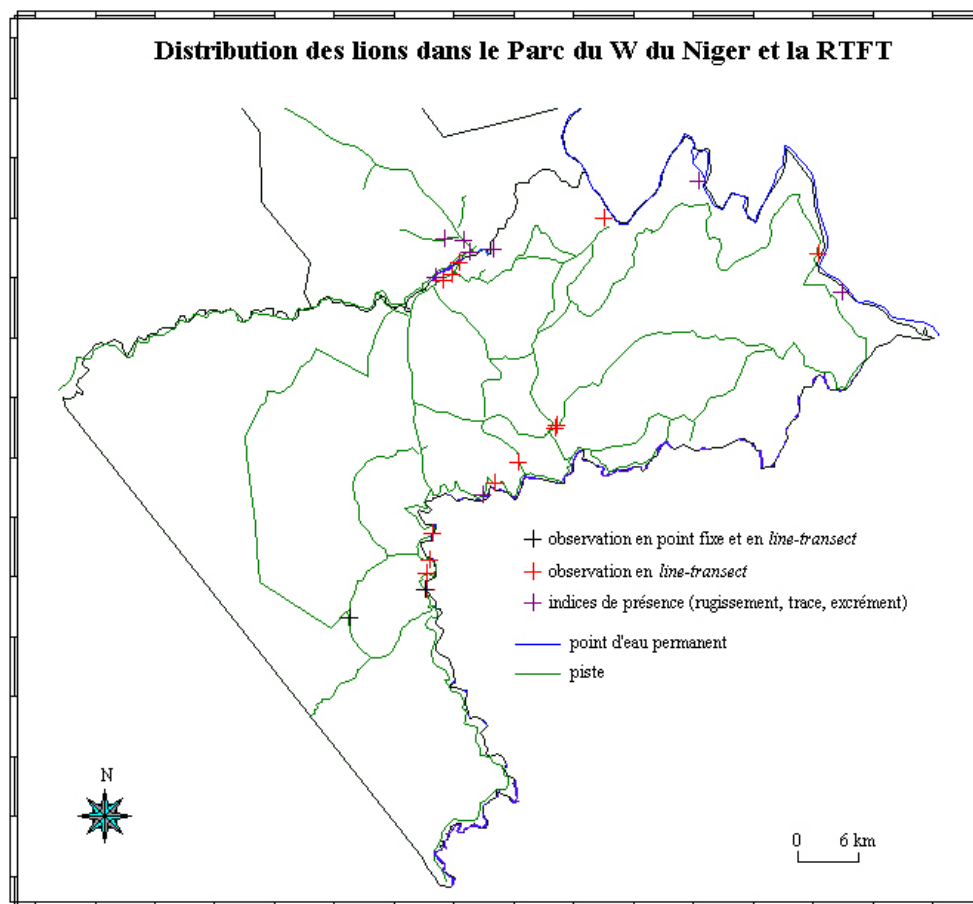 Distribution des lions dans le Parc du W du Niger et la RTFT
observation en point fixe et en line-transect
observation en line-transect
indices de présence (rugissement, trace, excrément)
point d'eau permanent
piste
N
0 6 km